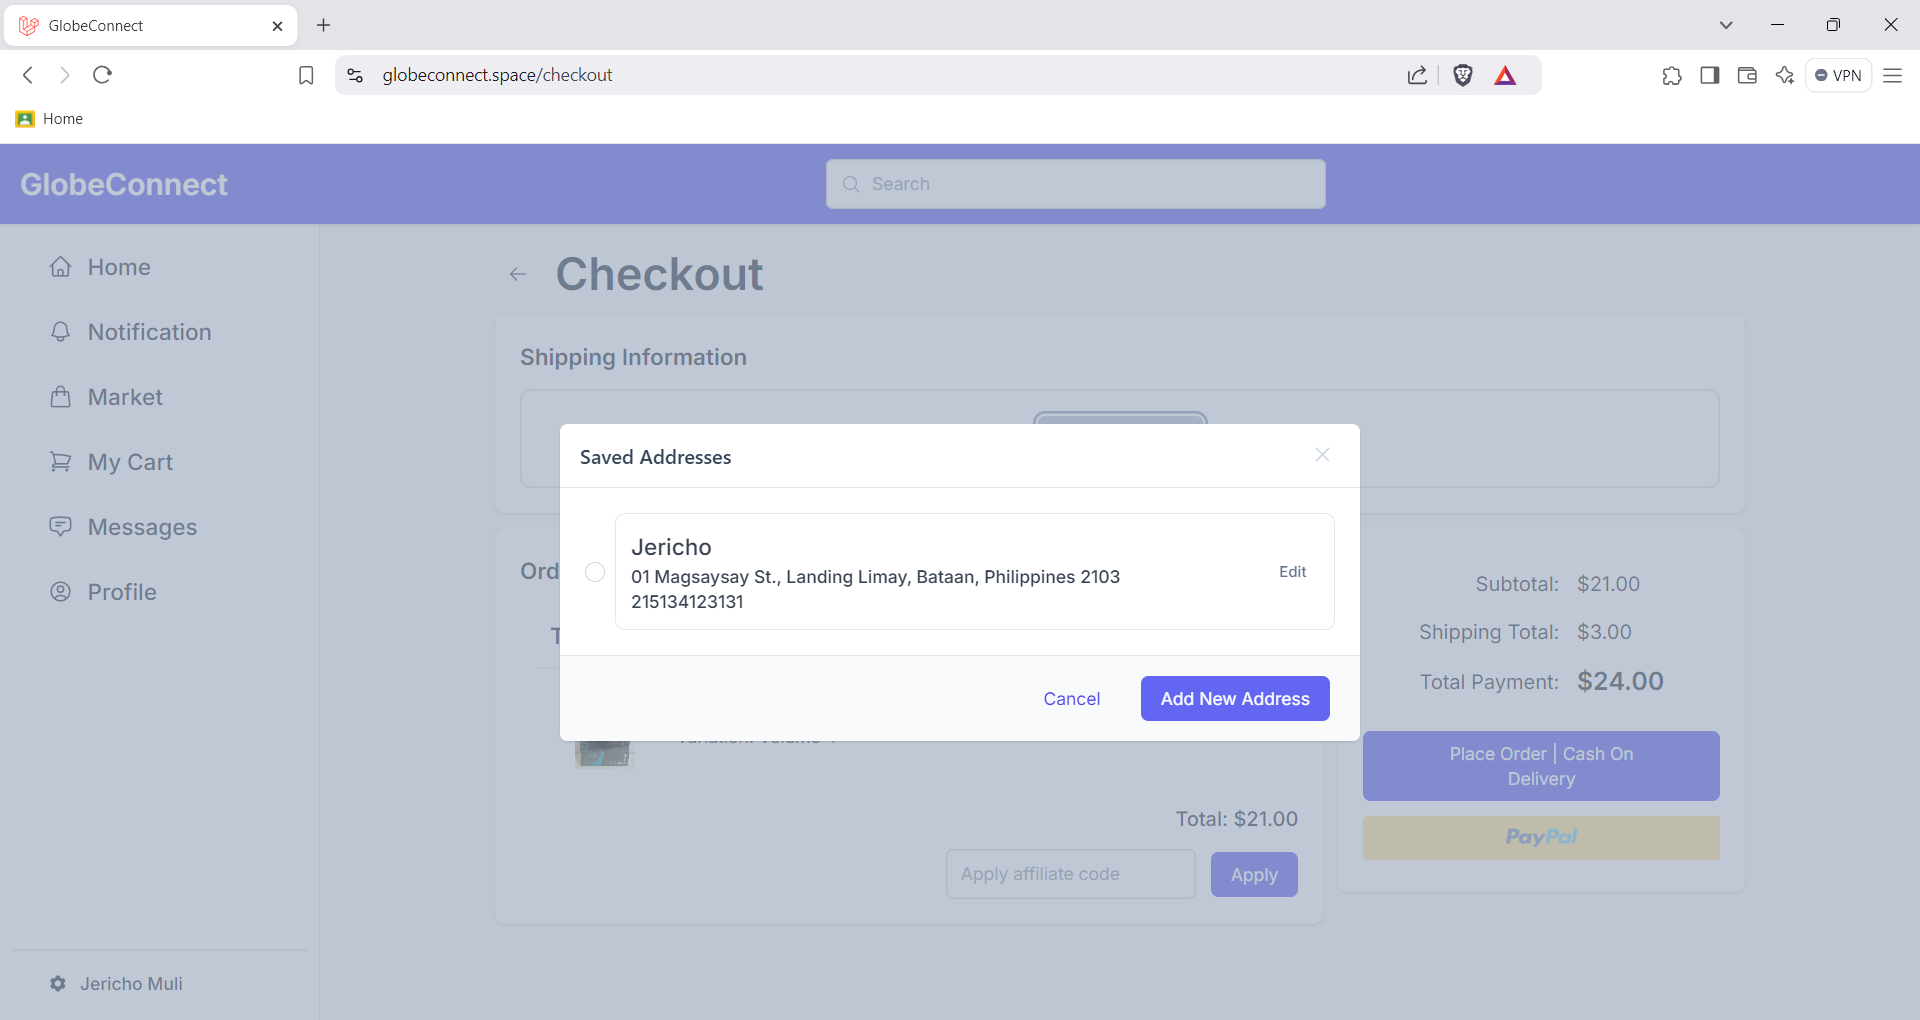 GlobeConnect
globeconnect.space/checkout
VPN
Home
GlobeConnect
Search
Home
Notification
Market
My Cart
Messages
Profile
Jericho Muli
Checkout
Shipping Information
Saved Addresses
Jericho
01 Magsaysay St., Landing Limay, Bataan, Philippines 2103
215134123131
Edit
Cancel
Add New Address
Ord
Total: $21.00
Apply affiliate code
Apply
Subtotal: $21.00
Shipping Total: $3.00
Total Payment: $24.00
Place Order | Cash On
Delivery
PayPal